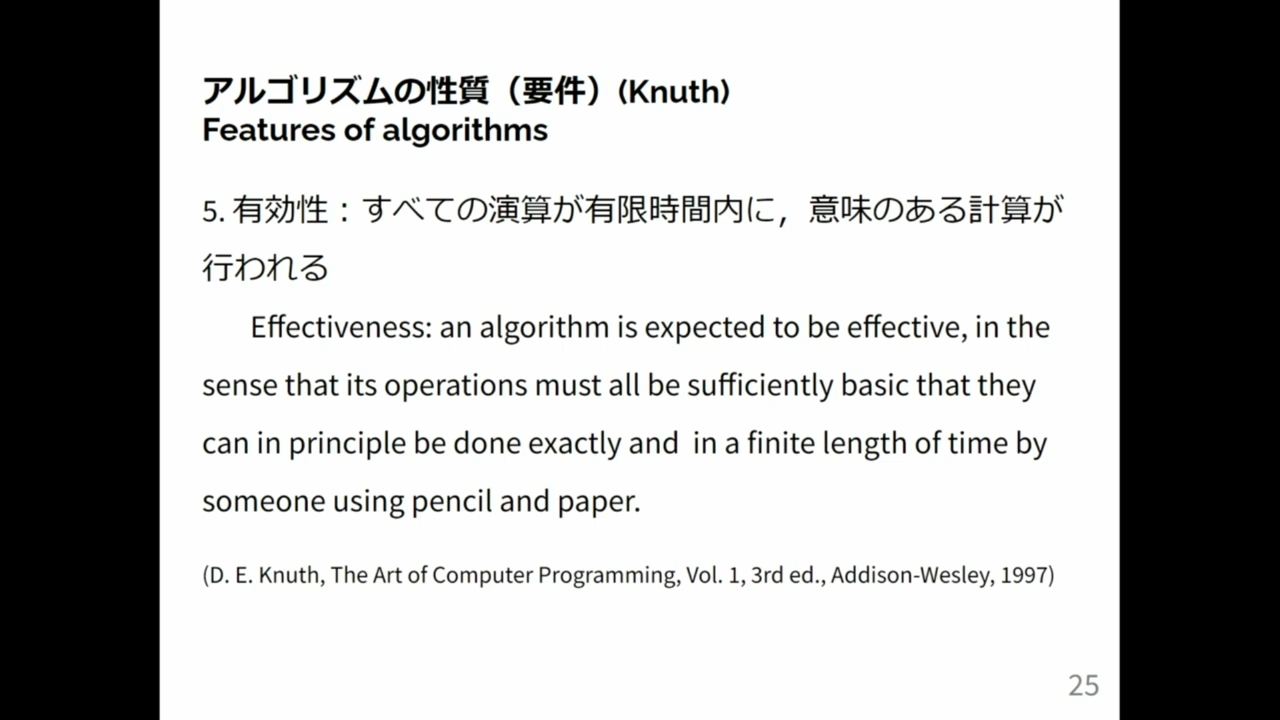 アルゴリズムの性質（要件）(Knuth)
Features of algorithms
5. 有効性：すべての演算が有限時間内に，意味のある計算が
行われる
Effectiveness: an algorithm is expected to be effective, in the
sense that its operations must all be sufficiently basic that they
can in principle be done exactly and in a finite length of time by
someone using pencil and paper.
(D. E. Knuth, The Art of Computer Programming, Vol. 1, 3rd ed., Addison-Wesley, 1997)
25